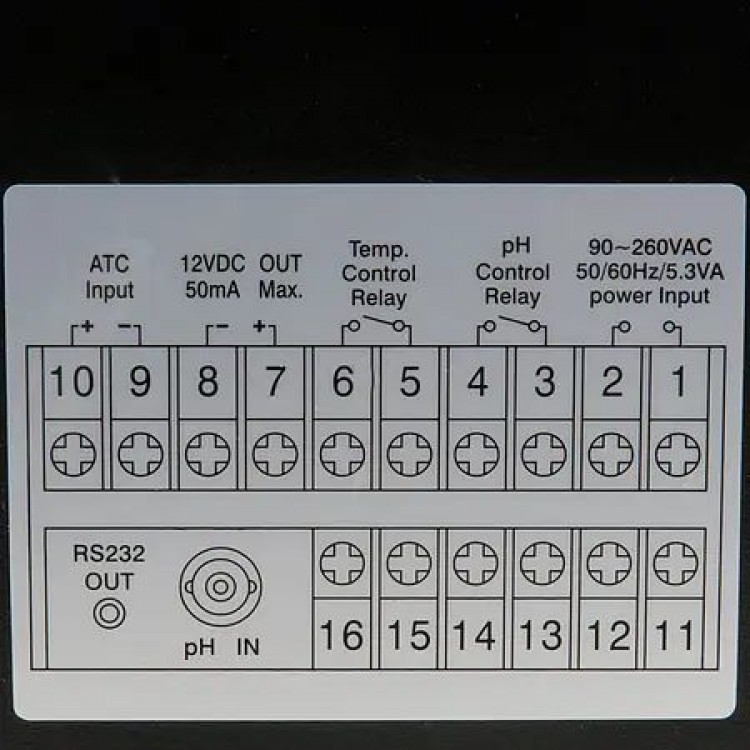 ATC
Input
12VDC OUT
50mA Max.
Temp.
Control
Relay
pH
Control
Relay
90~260VAC
50/60Hz/5.3VA
power Input
+ − − +
10 9 8 7 6 5 4 3 2 1
RS232
OUT
pH IN
16 15 14 13 12 11